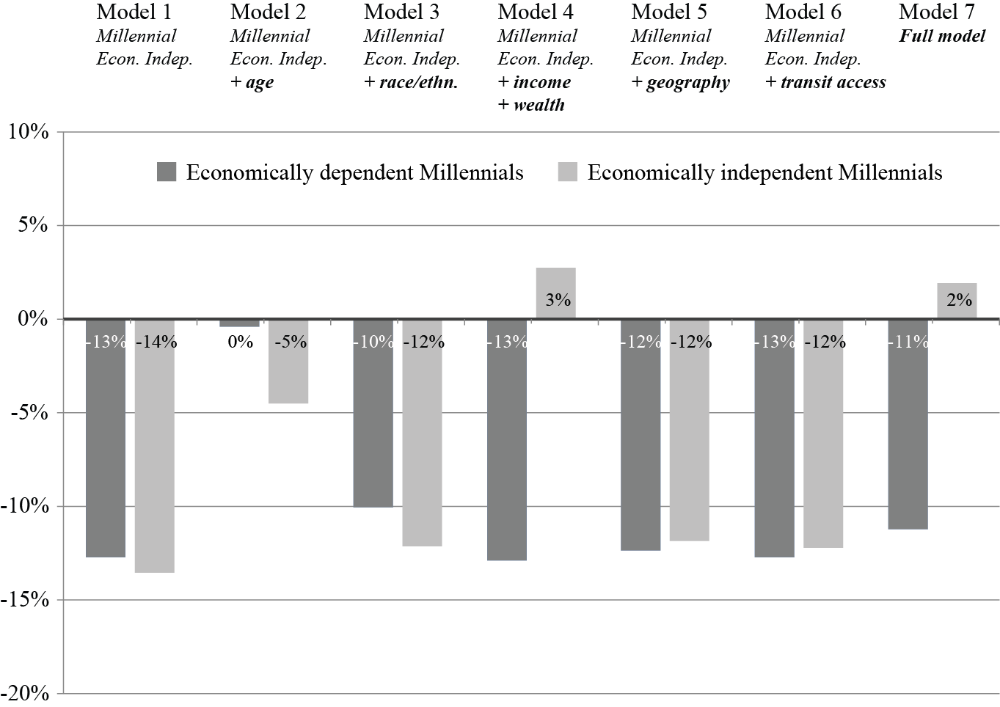 Model 1 Model 2 Model 3 Model 4 Model 5 Model 6 Model 7
Millennial Millennial Millennial Millennial Millennial Millennial Full model
Econ. Indep. Econ. Indep. Econ. Indep. Econ. Indep. Econ. Indep. Econ. Indep.
+ age + race/ethn. + income + geography + transit access
+ wealth
10%
Economically dependent Millennials Economically independent Millennials
5%
3% 2%
0%
-13% -14% 0% -5% -10% -12% -13% -12% -12% -13% -12% -11%
-5%
-10%
-15%
-20%